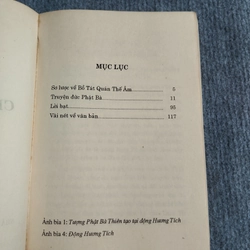 MỤC LỤC
Sơ lược về Bồ Tát Quán Thế Âm 5
Truyện đức Phật Bà 11
Lời bạt 95
Vài nét về văn bản 117
Ảnh bìa 1: Tượng Phật Bà Thiên tạo tại động Hương Tích
Ảnh bìa 4: Động Hương Tích